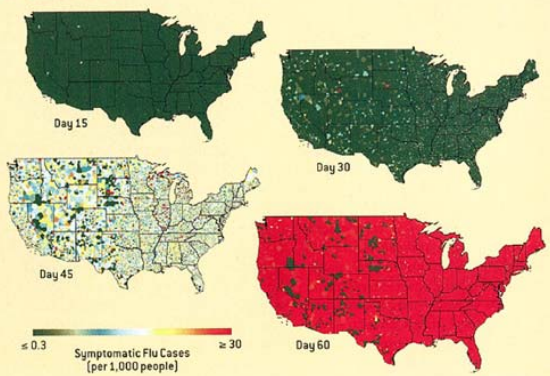 Day 15
Day 30
Day 45
Day 60
≤ 0.3
≥ 30
Symptomatic Flu Cases
(per 1,000 people)